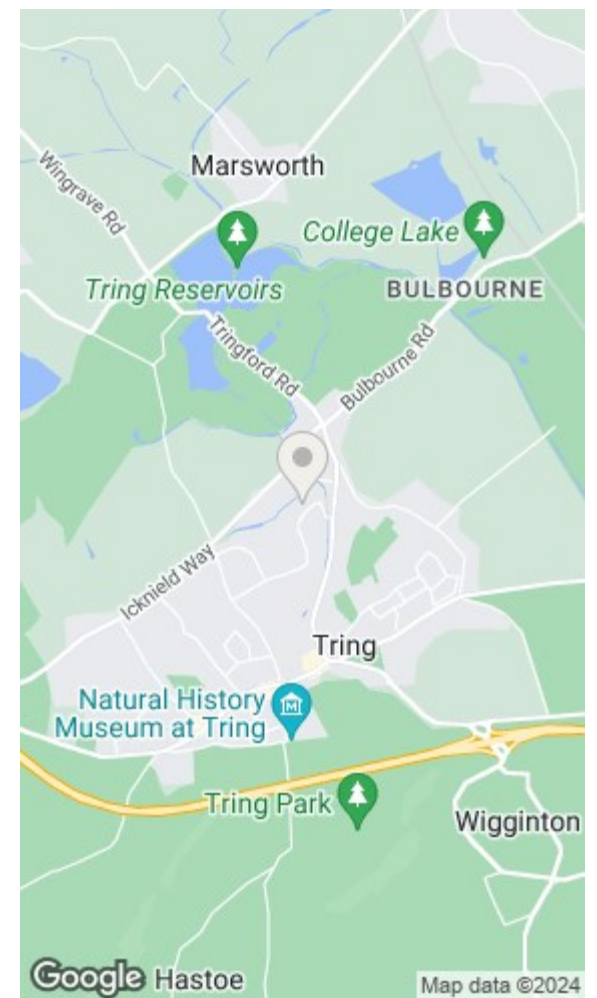 Marsworth
Wingrave Rd
College Lake
Tring Reservoirs
BULBOURNE
Tringford Rd
Bulbourne Rd
Icknield Way
Tring
Natural History
Museum at Tring
M
Tring Park
Wigginton
Google
Hastoe
Map data ©2024